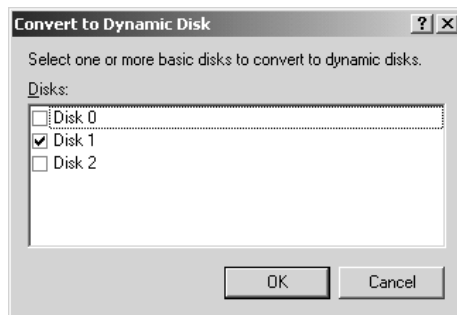 Convert to Dynamic Disk
Select one or more basic disks to convert to dynamic disks.
Disks:
Disk 0
Disk 1
Disk 2
OK Cancel